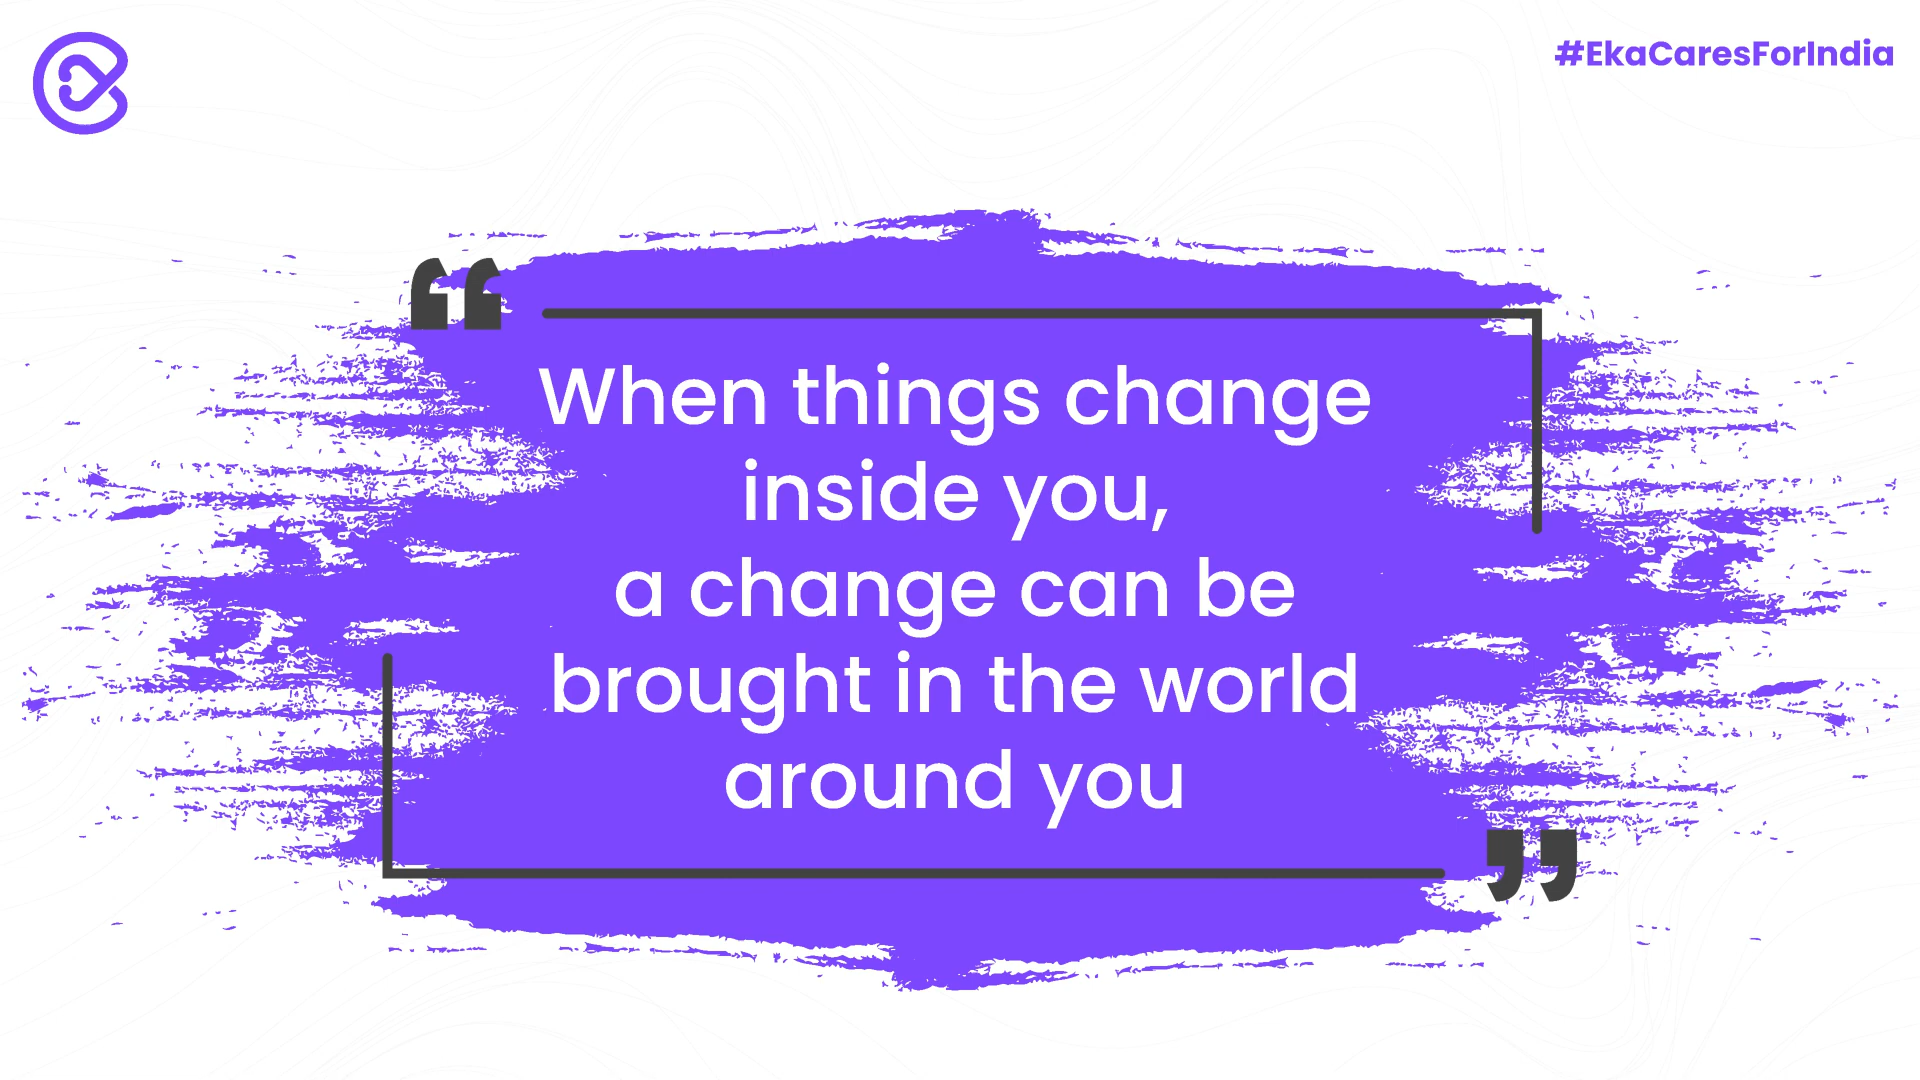 #EkaCaresForIndia
“
When things change
inside you,
a change can be
brought in the world
around you
”